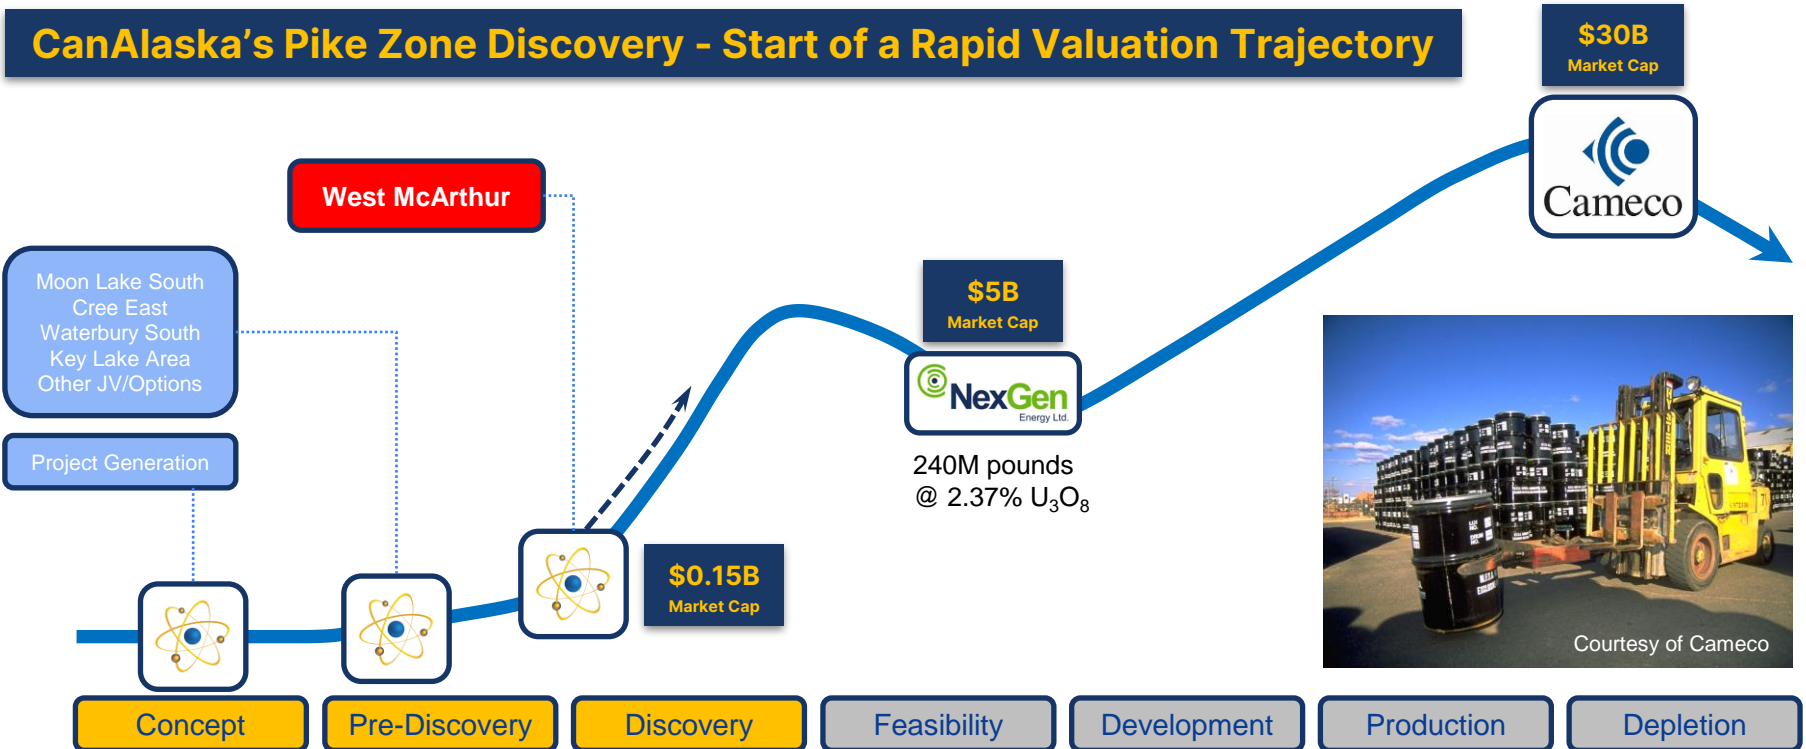 CanAlaska's Pike Zone Discovery - Start of a Rapid Valuation Trajectory
$30B
Market Cap
Cameco
West McArthur
Moon Lake South
Cree East
Waterbury South
Key Lake Area
Other JV/Options
$5B
Market Cap
NexGen
Energy Ltd.
240M pounds
@ 2.37% U₃O₈
Project Generation
$0.15B
Market Cap
Courtesy of Cameco
Concept
Pre-Discovery
Discovery
Feasibility
Development
Production
Depletion